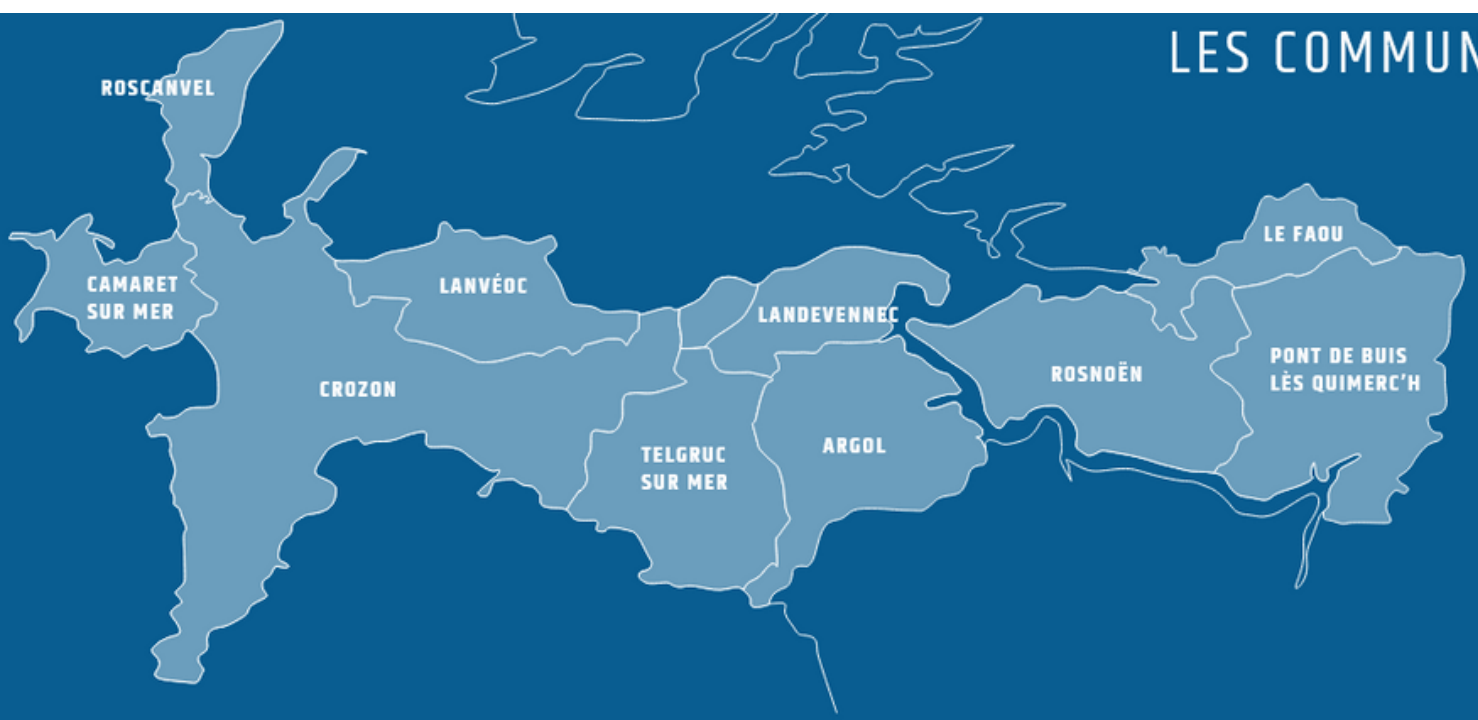 LES COMMUN
ROSCANVEL
LE FAOU
CAMARET
SUR MER
LANVÉOC
LANDEVENNEC
PONT DE BUIS
LÈS QUIMERC'H
ROSNOËN
CROZON
TELGRUC
SUR MER
ARGOL